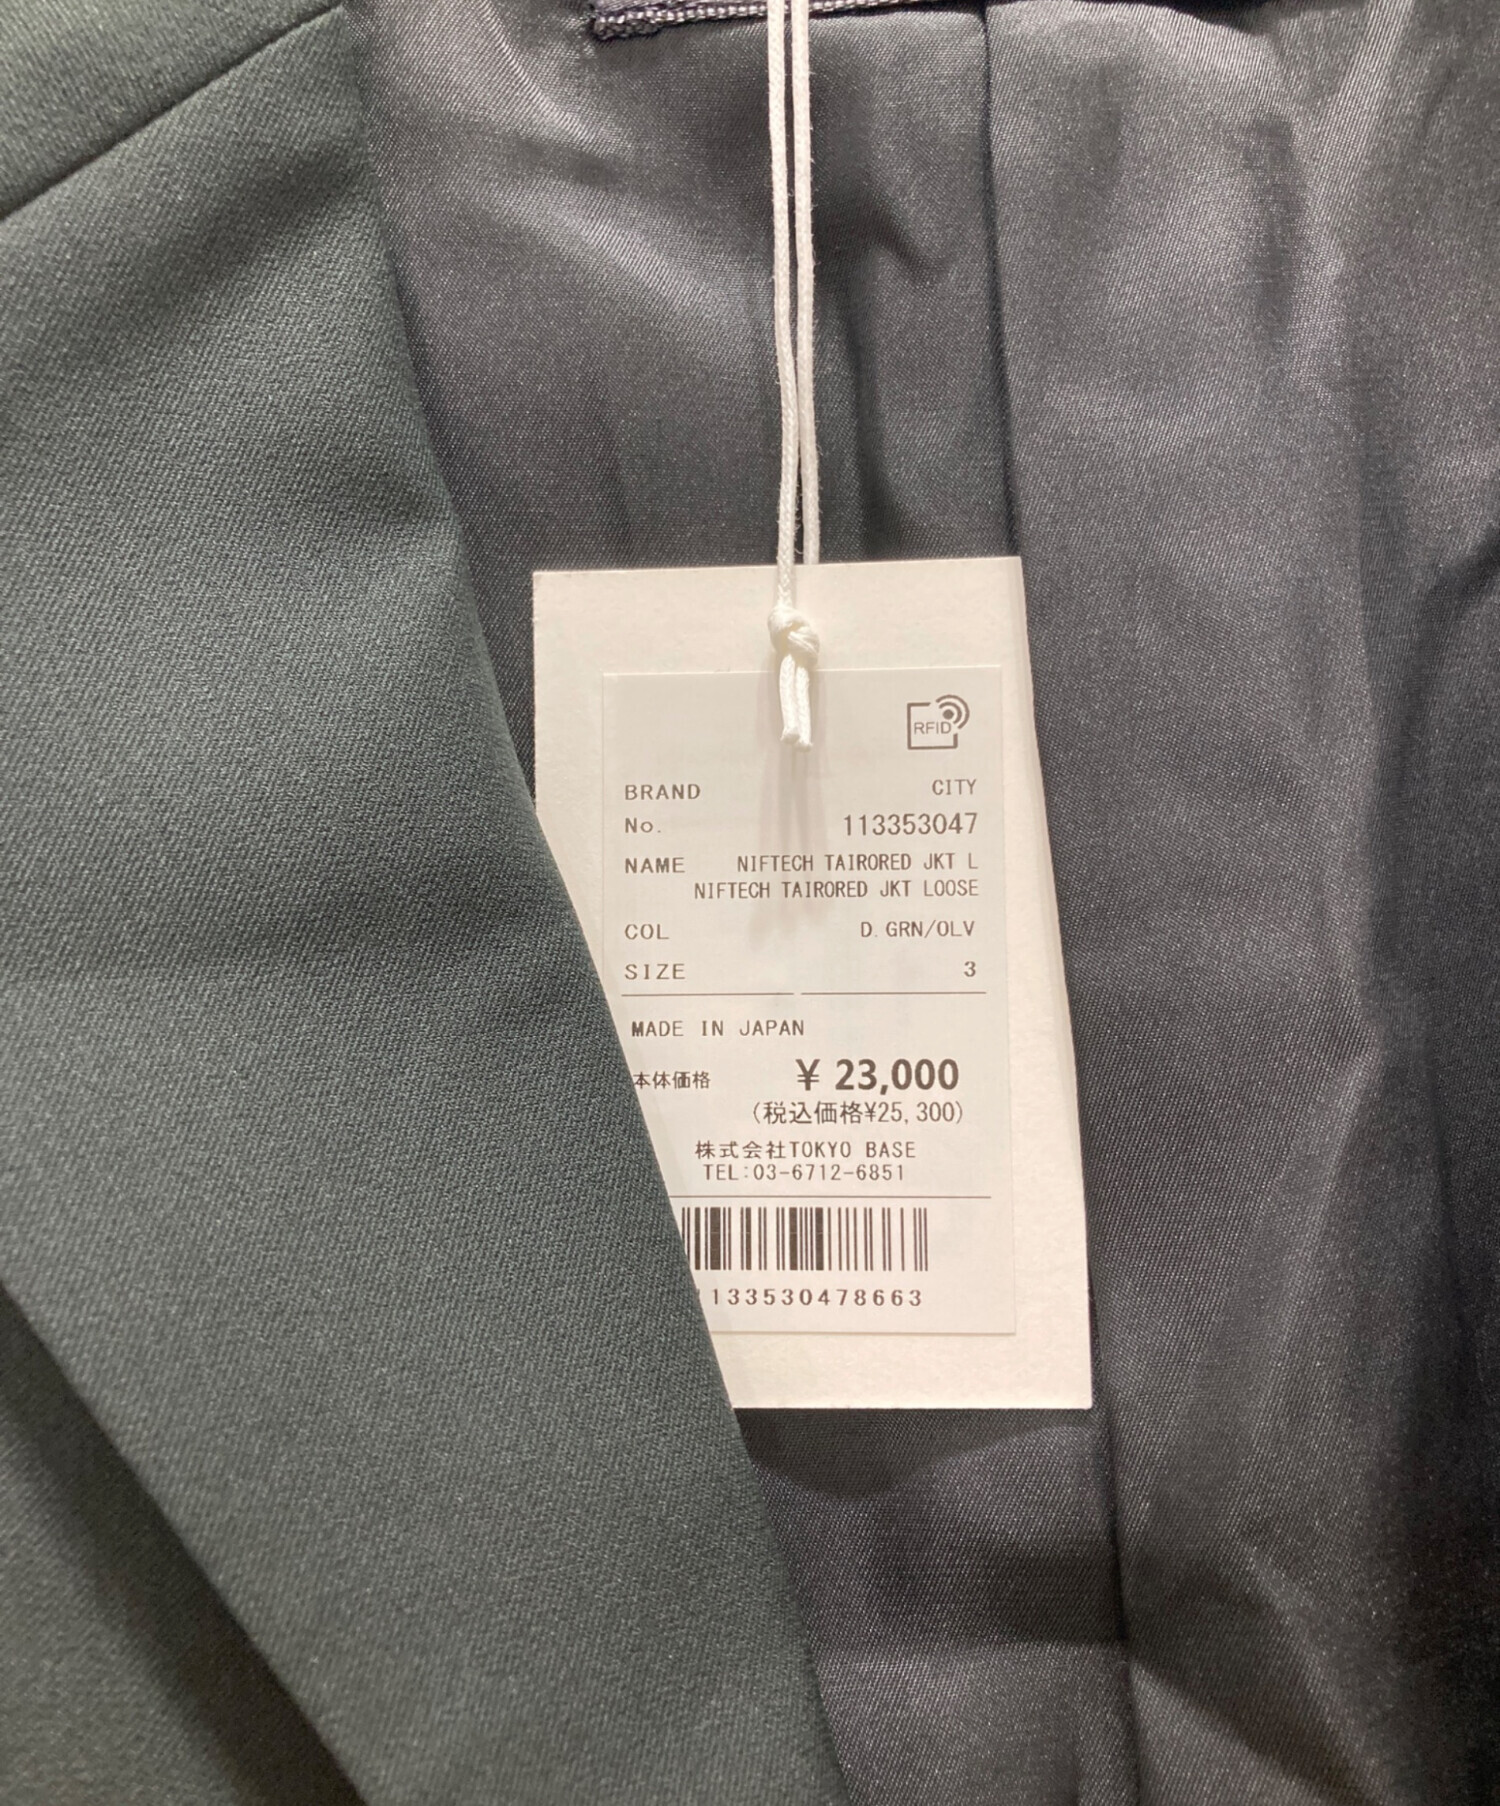 RFID
BRAND CITY
No. 113353047
NAME NIFTECH TAIRORED JKT L
NIFTECH TAIRORED JKT LOOSE
COL D.GRN/OLV
SIZE 3
MADE IN JAPAN
本体価格 ¥ 23,000
(税込価格¥25,300)
株式会社TOKYO BASE
TEL:03-6712-6851
133530478663